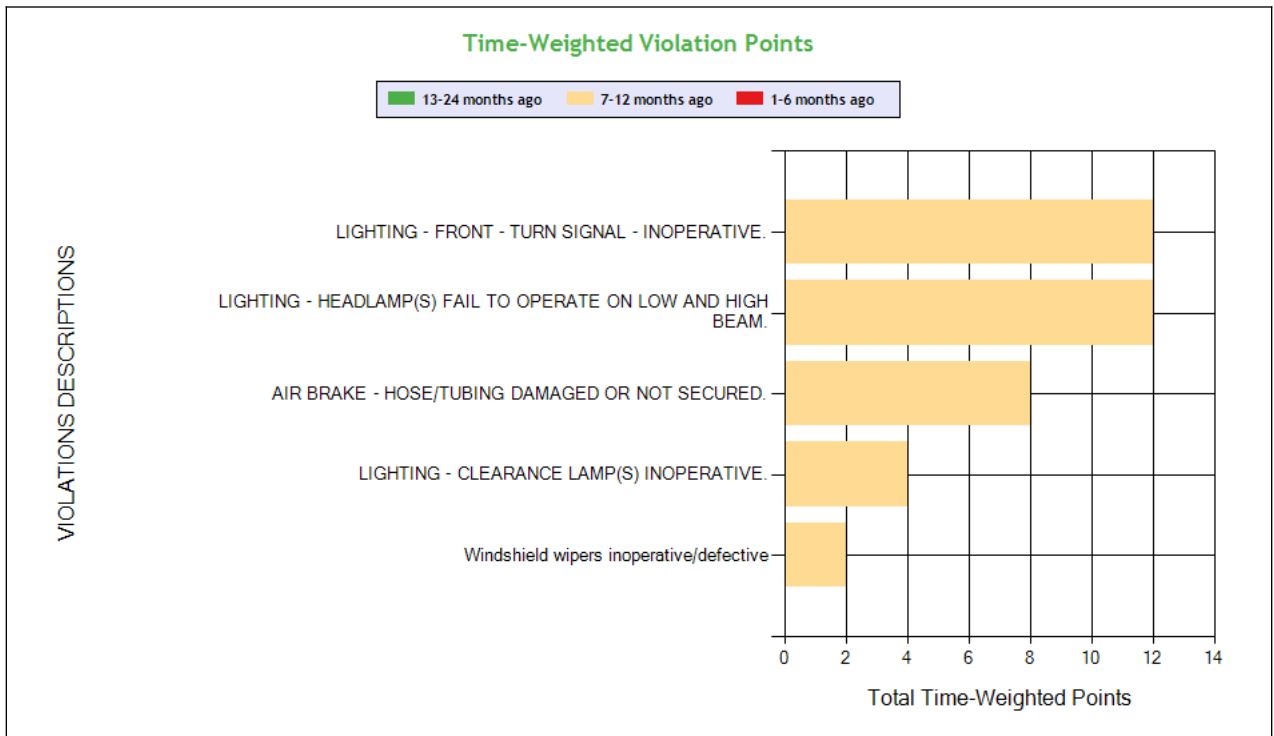 Time-Weighted Violation Points
13-24 months ago 7-12 months ago 1-6 months ago
VIOLATIONS DESCRIPTIONS
LIGHTING - FRONT - TURN SIGNAL - INOPERATIVE.
LIGHTING - HEADLAMP(S) FAIL TO OPERATE ON LOW AND HIGH
BEAM.
AIR BRAKE - HOSE/TUBING DAMAGED OR NOT SECURED.
LIGHTING - CLEARANCE LAMP(S) INOPERATIVE.
Windshield wipers inoperative/defective
0 2 4 6 8 10 12 14
Total Time-Weighted Points